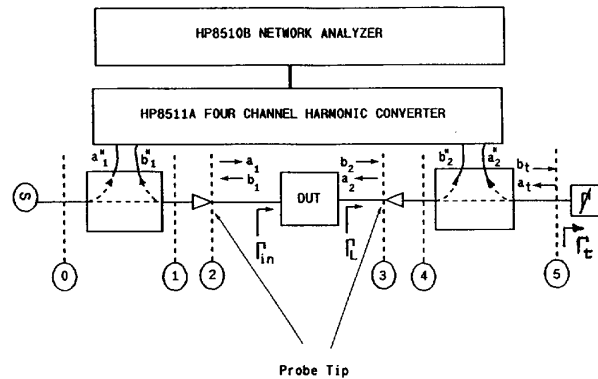 HP8510B NETWORK ANALYZER
HP8511A FOUR CHANNEL HARMONIC CONVERTER
a"1 b"1 b"2 a"2
a1 b2 bt
b1 a2 at
S DUT
Γin ΓL Γt
0 1 2 3 4 5
Probe Tip